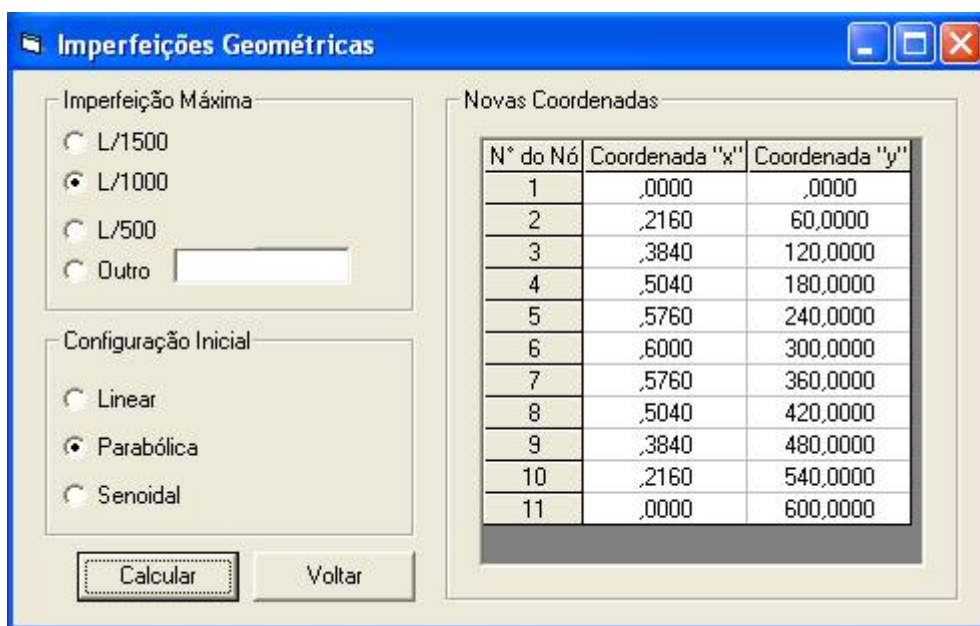 Imperfeições Geométricas
Imperfeição Máxima
L/1500
L/1000
L/500
Outro
Configuração Inicial
Linear
Parabólica
Senoidal
Calcular
Voltar
Novas Coordenadas
N° do Nó Coordenada "x" Coordenada "y"
1 ,0000 ,0000
2 ,2160 60,0000
3 ,3840 120,0000
4 ,5040 180,0000
5 ,5760 240,0000
6 ,6000 300,0000
7 ,5760 360,0000
8 ,5040 420,0000
9 ,3840 480,0000
10 ,2160 540,0000
11 ,0000 600,0000